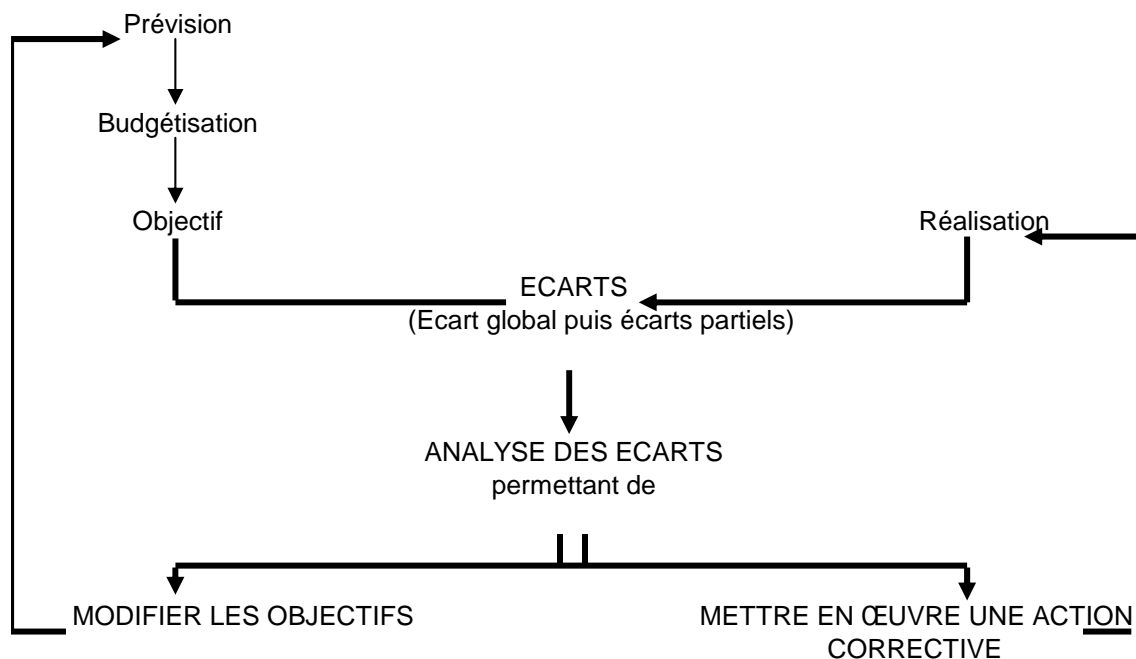 Prévision
Budgétisation
Objectif
Réalisation
ECARTS
(Ecart global puis écarts partiels)
ANALYSE DES ECARTS
permettant de
MODIFIER LES OBJECTIFS
METTRE EN ŒUVRE UNE ACTION
CORRECTIVE